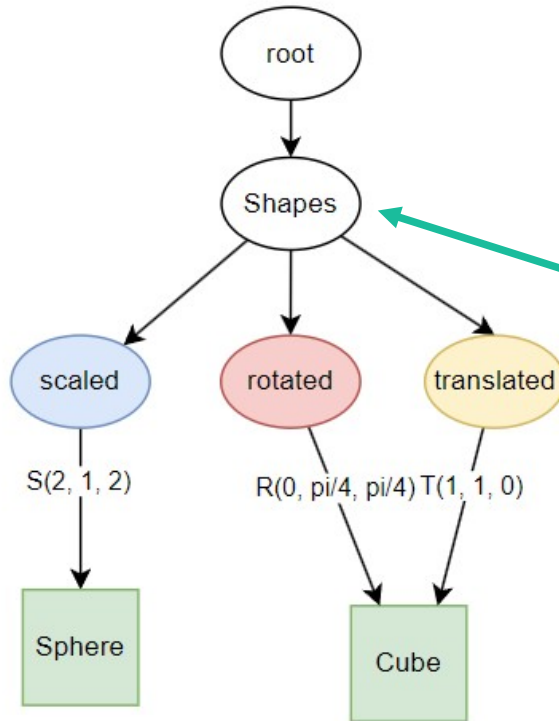 root
Shapes
scaled
rotated
translated
S(2, 1, 2)
R(0, pi/4, pi/4)
T(1, 1, 0)
Sphere
Cube